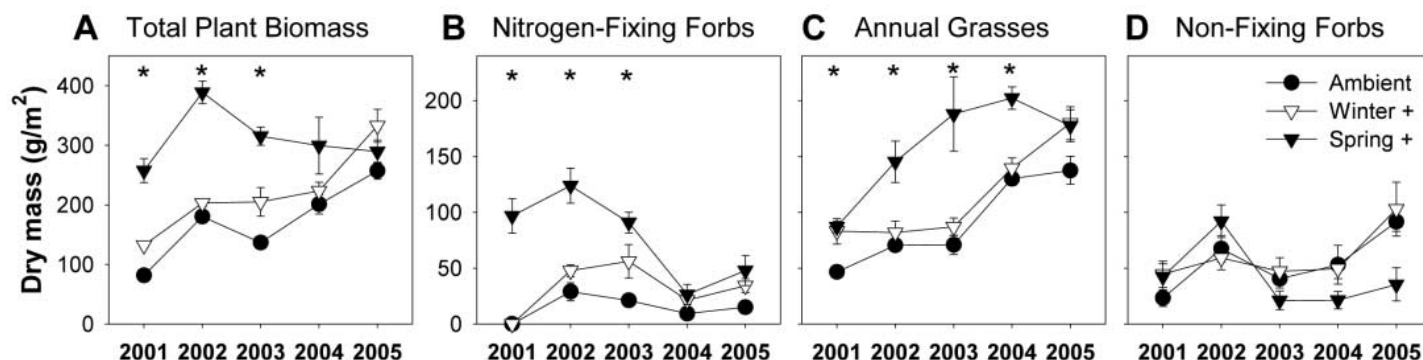 A Total Plant Biomass
B Nitrogen-Fixing Forbs
C Annual Grasses
D Non-Fixing Forbs
* * *
* * *
* * * *
Dry mass (g/m²)
400
300
200
100
0
200
150
100
50
0
Ambient
Winter +
Spring +
2001 2002 2003 2004 2005
2001 2002 2003 2004 2005
2001 2002 2003 2004 2005
2001 2002 2003 2004 2005